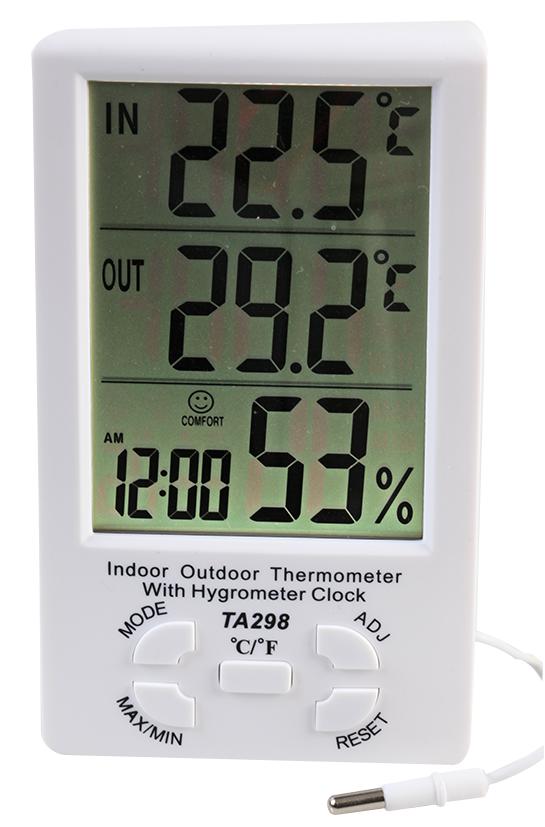 IN 22.5 °C
OUT 29.2 °C
COMFORT
AM
12:00 53 %
Indoor Outdoor Thermometer
With Hygrometer Clock
MODE TA298 ADJ
°C/°F
MAX/MIN RESET